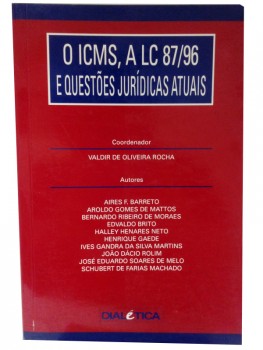 O ICMS, A LC 87/96
E QUESTÕES JURÍDICAS ATUAIS
Coordenador
VALDIR DE OLIVEIRA ROCHA
Autores
AIRES F. BARRETO
AROLDO GOMES DE MATTOS
BERNARDO RIBEIRO DE MORAES
EDVALDO BRITO
HALLEY HENARES NETO
HENRIQUE GAEDE
IVES GANDRA DA SILVA MARTINS
JOÃO DÁCIO ROLIM
JOSÉ EDUARDO SOARES DE MELO
SCHUBERT DE FARIAS MACHADO
DIALÉTICA